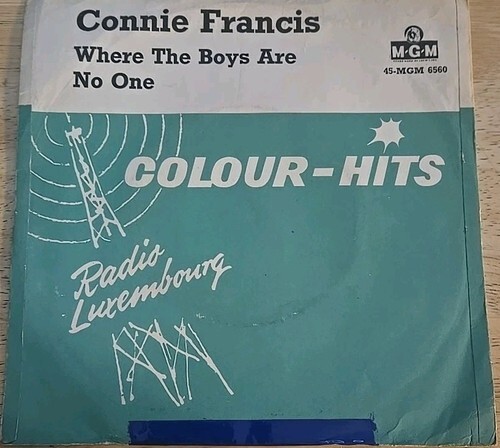 Connie Francis
Where The Boys Are
No One
M-G-M
45-MGM 6560
COLOUR-HITS
Radio
Luxembourg